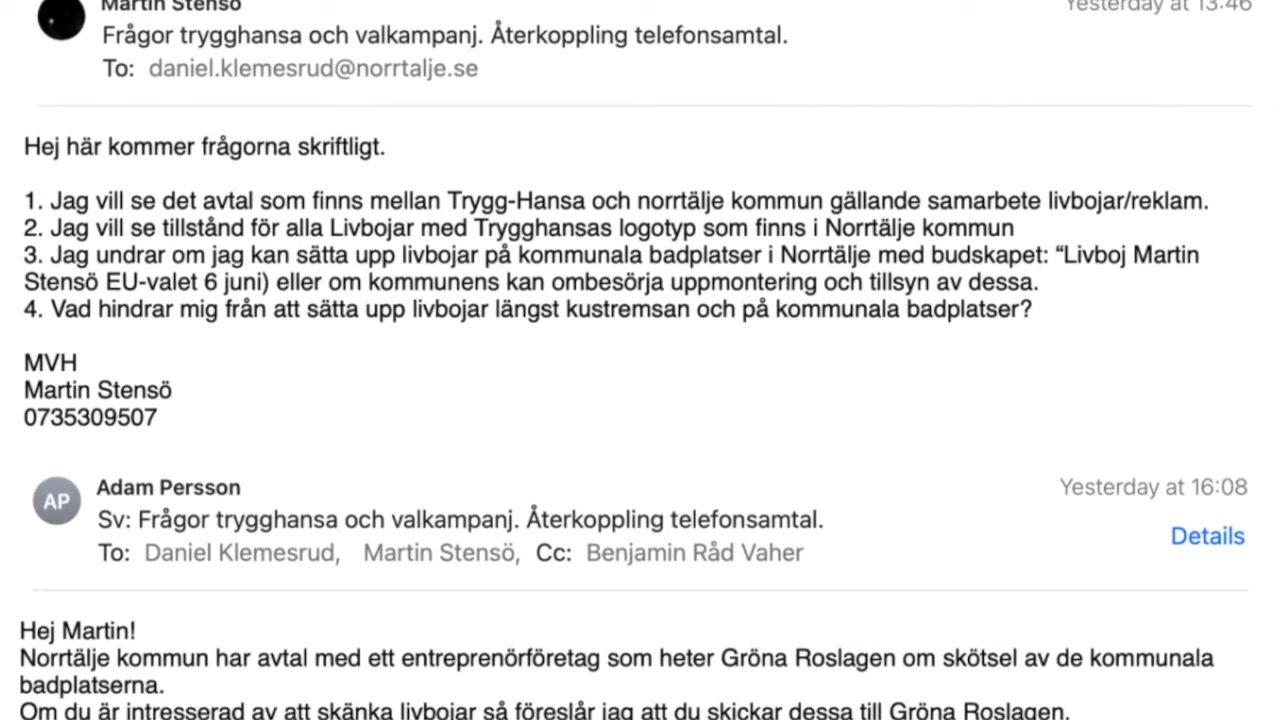 Martin Stensö
Yesterday at 13:46
Frågor trygghansa och valkampanj. Återkoppling telefonsamtal.
To: daniel.klemesrud@norrtalje.se
Hej här kommer frågorna skriftligt.
1. Jag vill se det avtal som finns mellan Trygg-Hansa och norrtälje kommun gällande samarbete livbojar/reklam.
2. Jag vill se tillstånd för alla Livbojar med Trygghansas logotyp som finns i Norrtälje kommun
3. Jag undrar om jag kan sätta upp livbojar på kommunala badplatser i Norrtälje med budskapet: “Livboj Martin
Stensö EU-valet 6 juni) eller om kommunens kan ombesörja uppmontering och tillsyn av dessa.
4. Vad hindrar mig från att sätta upp livbojar längst kustremsan och på kommunala badplatser?
MVH
Martin Stensö
0735309507
AP
Adam Persson
Yesterday at 16:08
Sv: Frågor trygghansa och valkampanj. Återkoppling telefonsamtal.
Details
To: Daniel Klemesrud, Martin Stensö, Cc: Benjamin Råd Vaher
Hej Martin!
Norrtälje kommun har avtal med ett entreprenörföretag som heter Gröna Roslagen om skötsel av de kommunala
badplatserna.
Om du är intresserad av att skänka livbojar så föreslår jag att du skickar dessa till Gröna Roslagen.